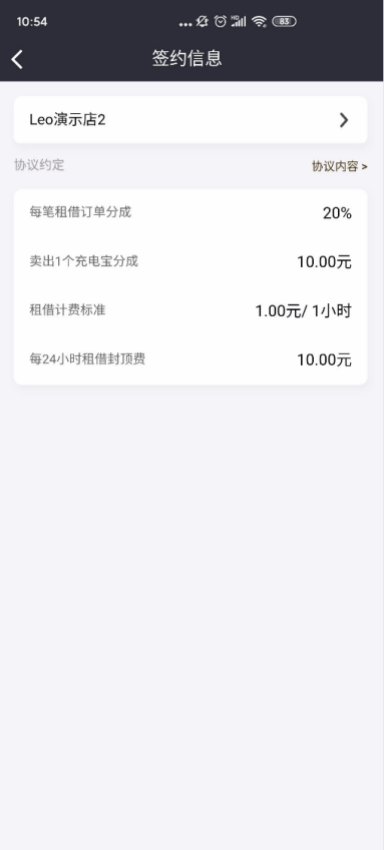 10:54
83
签约信息
Leo演示店2
协议约定 协议内容 >
每笔租借订单分成 20%
卖出1个充电宝分成 10.00元
租借计费标准 1.00元/ 1小时
每24小时租借封顶费 10.00元